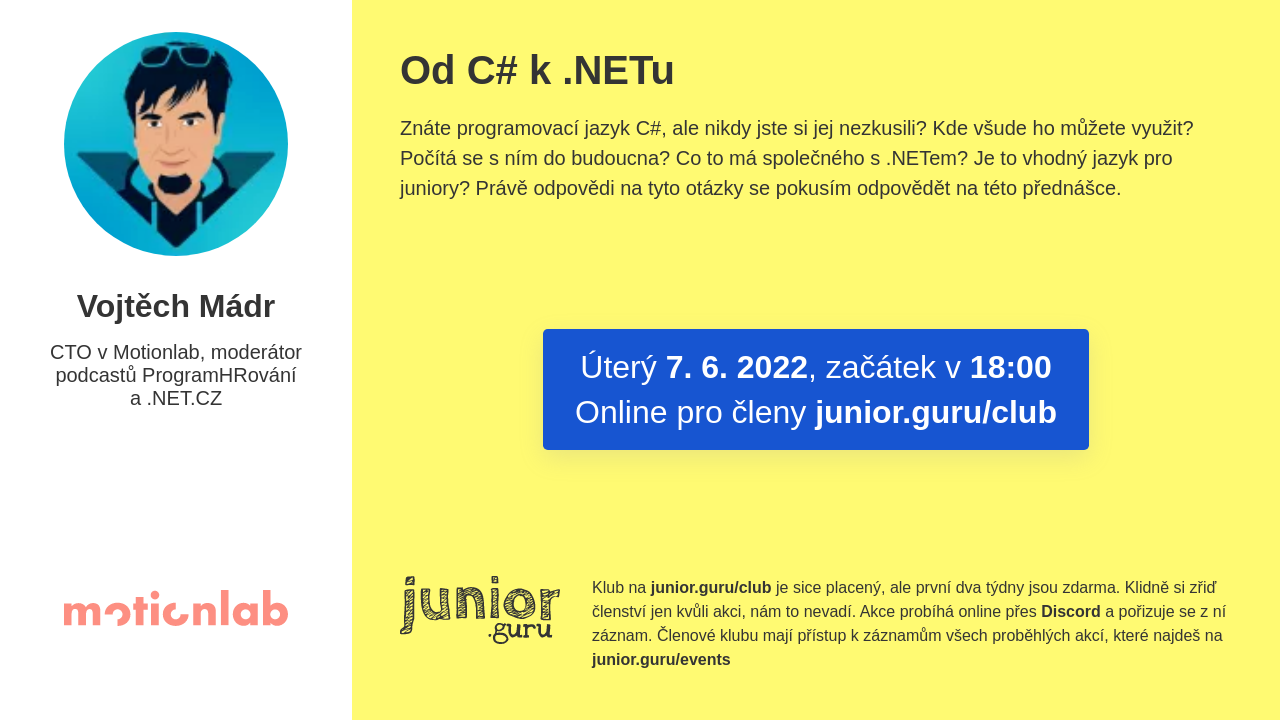 Vojtěch Mádr
CTO v Motionlab, moderátor
podcastů ProgramHRování
a .NET.CZ
motionlab
Od C# k .NETu
Znáte programovací jazyk C#, ale nikdy jste si jej nezkusili? Kde všude ho můžete využit?
Počítá se s ním do budoucna? Co to má společného s .NETem? Je to vhodný jazyk pro
juniory? Právě odpovědi na tyto otázky se pokusím odpovědět na této přednášce.
Úterý 7. 6. 2022, začátek v 18:00
Online pro členy junior.guru/club
junior
.guru
Klub na junior.guru/club je sice placený, ale první dva týdny jsou zdarma. Klidně si zřiď
členství jen kvůli akci, nám to nevadí. Akce probíhá online přes Discord a pořizuje se z ní
záznam. Členové klubu mají přístup k záznamům všech proběhlých akcí, které najdeš na
junior.guru/events